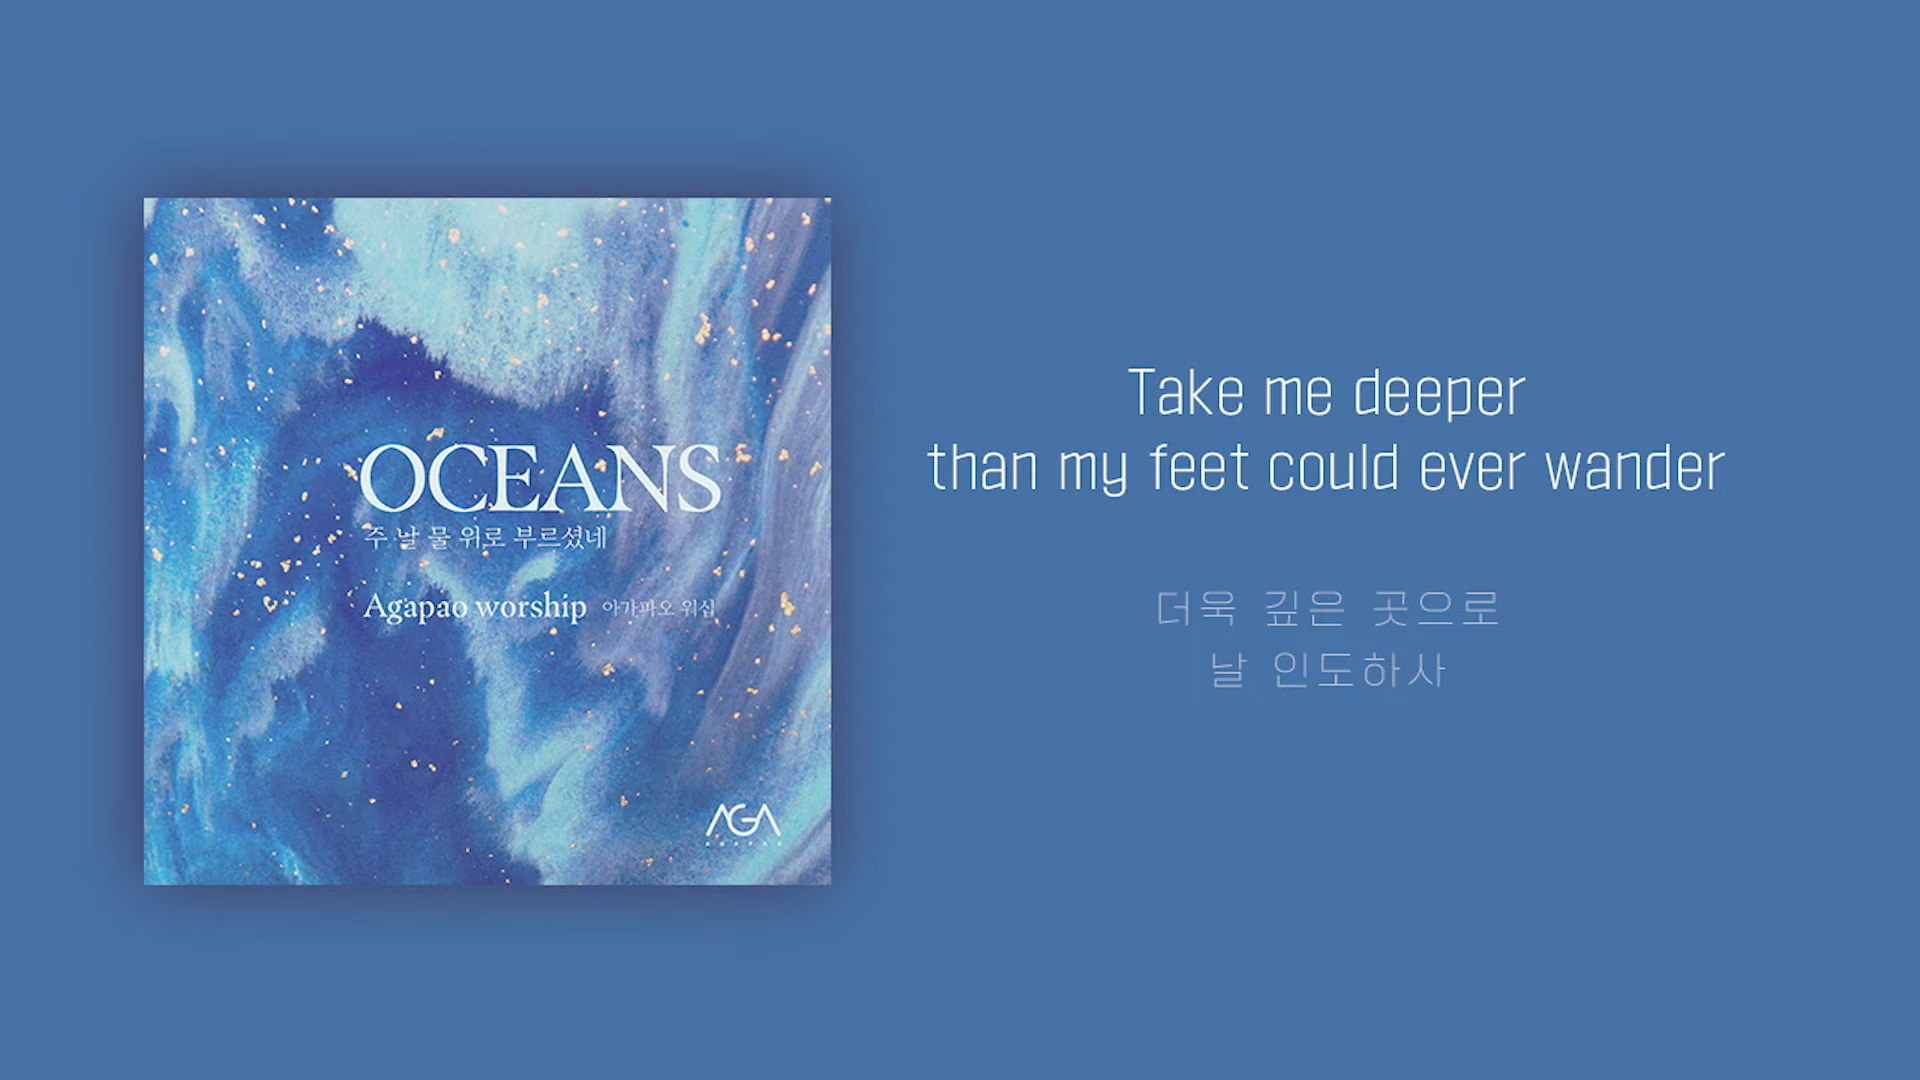 OCEANS
주 날 물 위로 부르셨네
Agapao worship 아가파오 워십
AGA
AGAPAO
Take me deeper
than my feet could ever wander
더욱 깊은 곳으로
날 인도하사